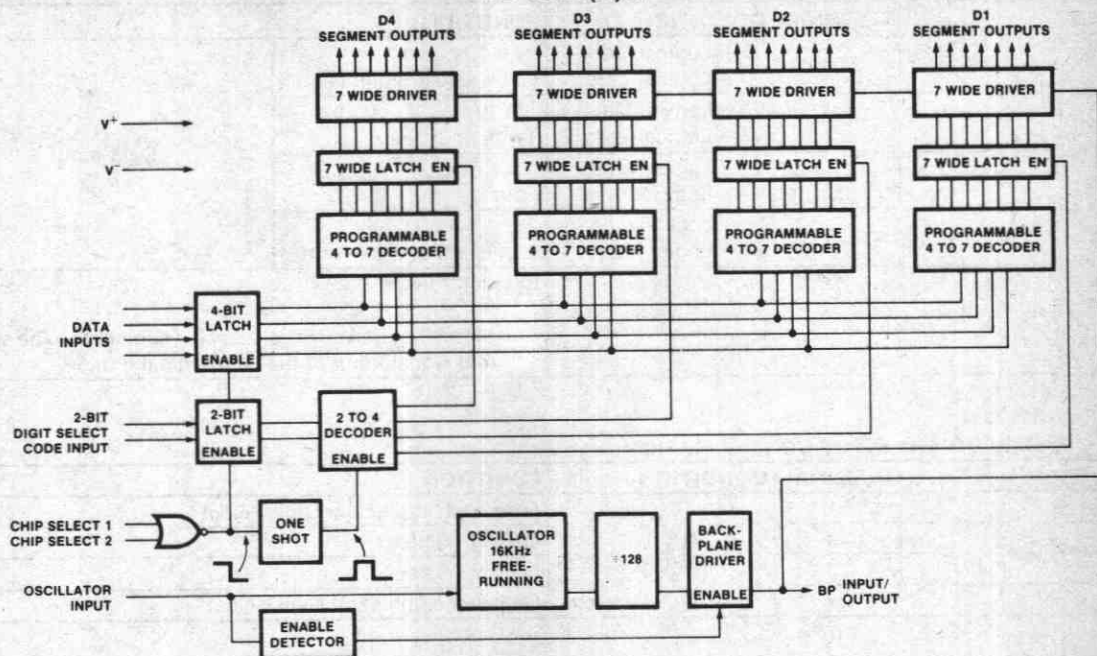 D4
SEGMENT OUTPUTS
D3
SEGMENT OUTPUTS
D2
SEGMENT OUTPUTS
D1
SEGMENT OUTPUTS
7 WIDE DRIVER
7 WIDE DRIVER
7 WIDE DRIVER
7 WIDE DRIVER
V+
V-
7 WIDE LATCH EN
7 WIDE LATCH EN
7 WIDE LATCH EN
7 WIDE LATCH EN
PROGRAMMABLE
4 TO 7 DECODER
PROGRAMMABLE
4 TO 7 DECODER
PROGRAMMABLE
4 TO 7 DECODER
PROGRAMMABLE
4 TO 7 DECODER
DATA
INPUTS
4-BIT
LATCH
ENABLE
2-BIT
DIGIT SELECT
CODE INPUT
2-BIT
LATCH
ENABLE
2 TO 4
DECODER
ENABLE
CHIP SELECT 1
CHIP SELECT 2
ONE
SHOT
OSCILLATOR
16KHz
FREE-
RUNNING
÷128
BACK-
PLANE
DRIVER
ENABLE
OSCILLATOR
INPUT
BP INPUT/
OUTPUT
ENABLE
DETECTOR